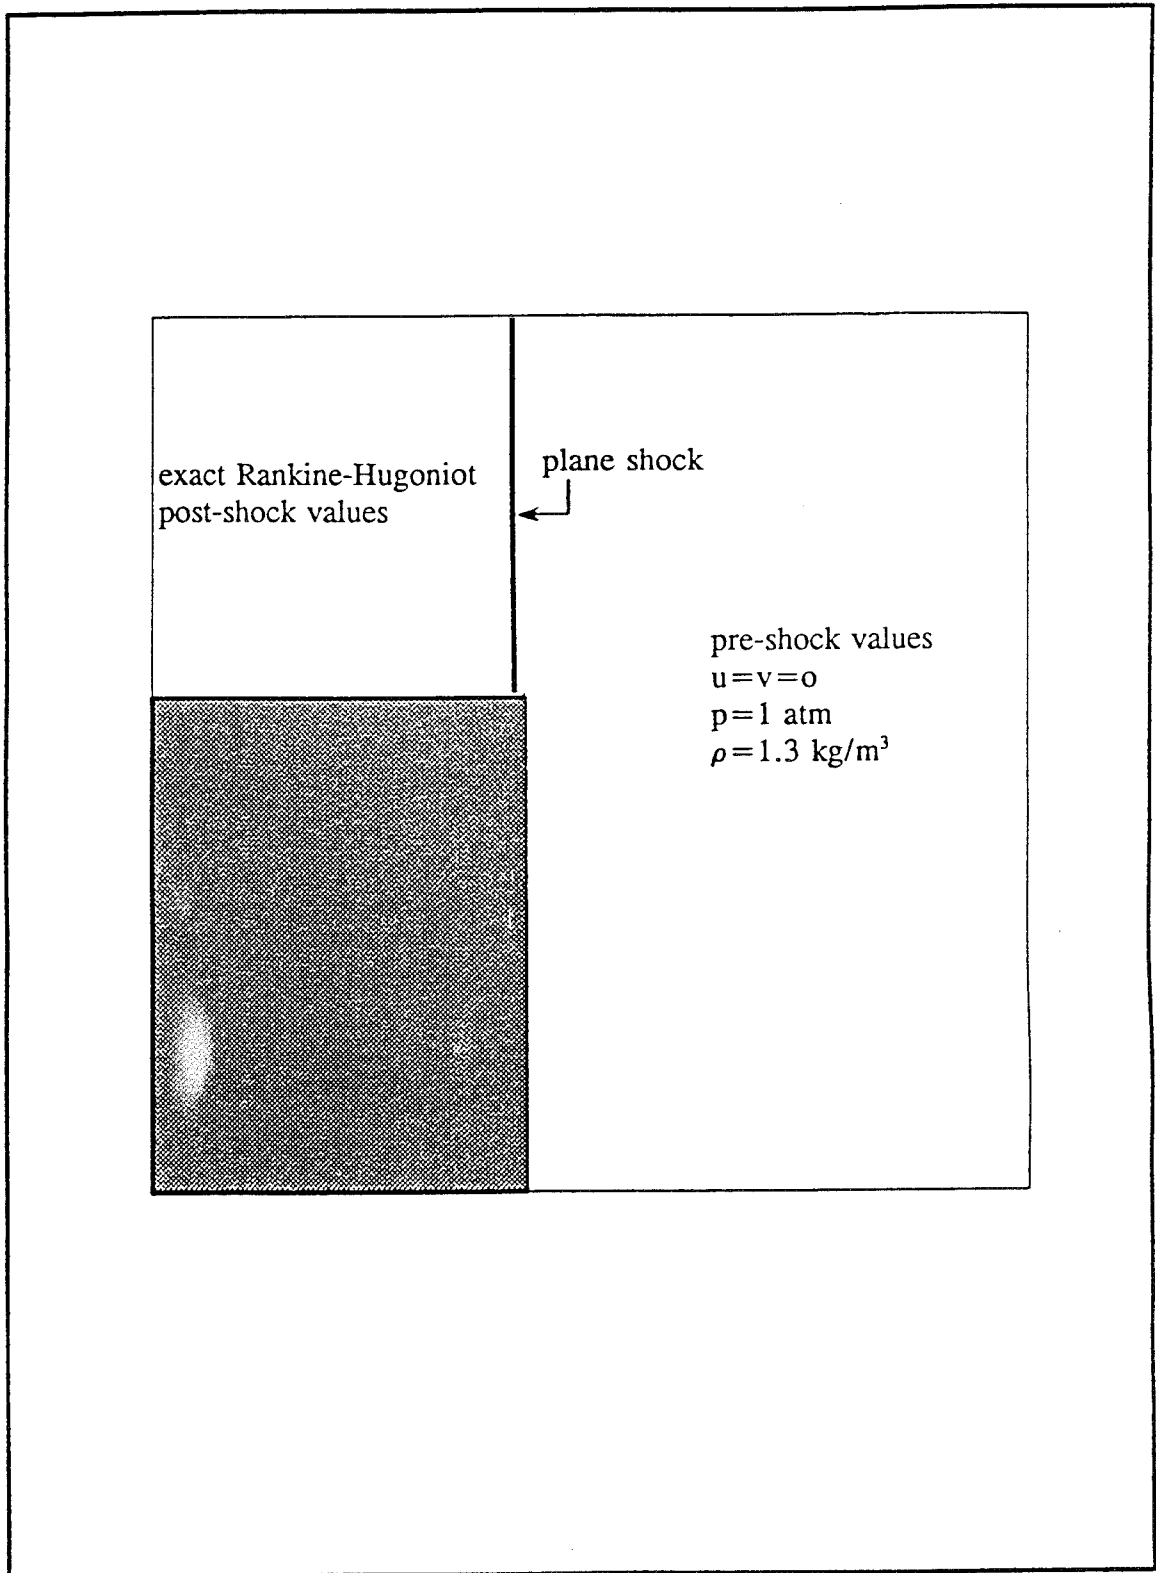 exact Rankine-Hugoniot
post-shock values
plane shock
pre-shock values
u=v=o
p=1 atm
ρ=1.3 kg/m³